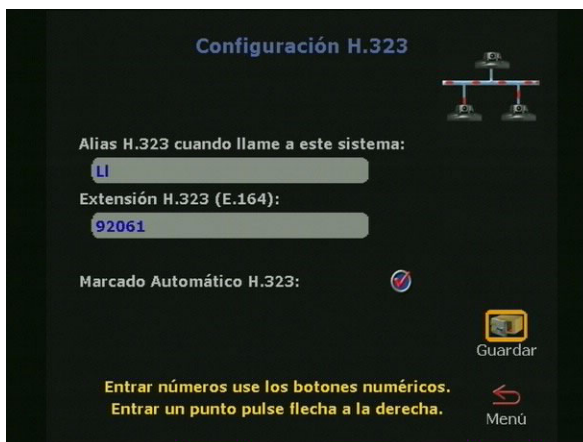 Configuración H.323
Alias H.323 cuando llame a este sistema:
Ll
Extensión H.323 (E.164):
92061
Marcado Automático H.323:
Guardar
Entrar números use los botones numéricos.
Entrar un punto pulse flecha a la derecha.
Menú